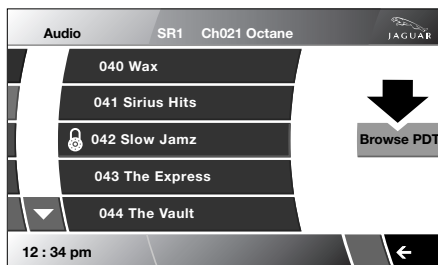 Audio SR1 Ch021 Octane JAGUAR
040 Wax
041 Sirius Hits
042 Slow Jamz
Browse PDT
043 The Express
044 The Vault
12 : 34 pm